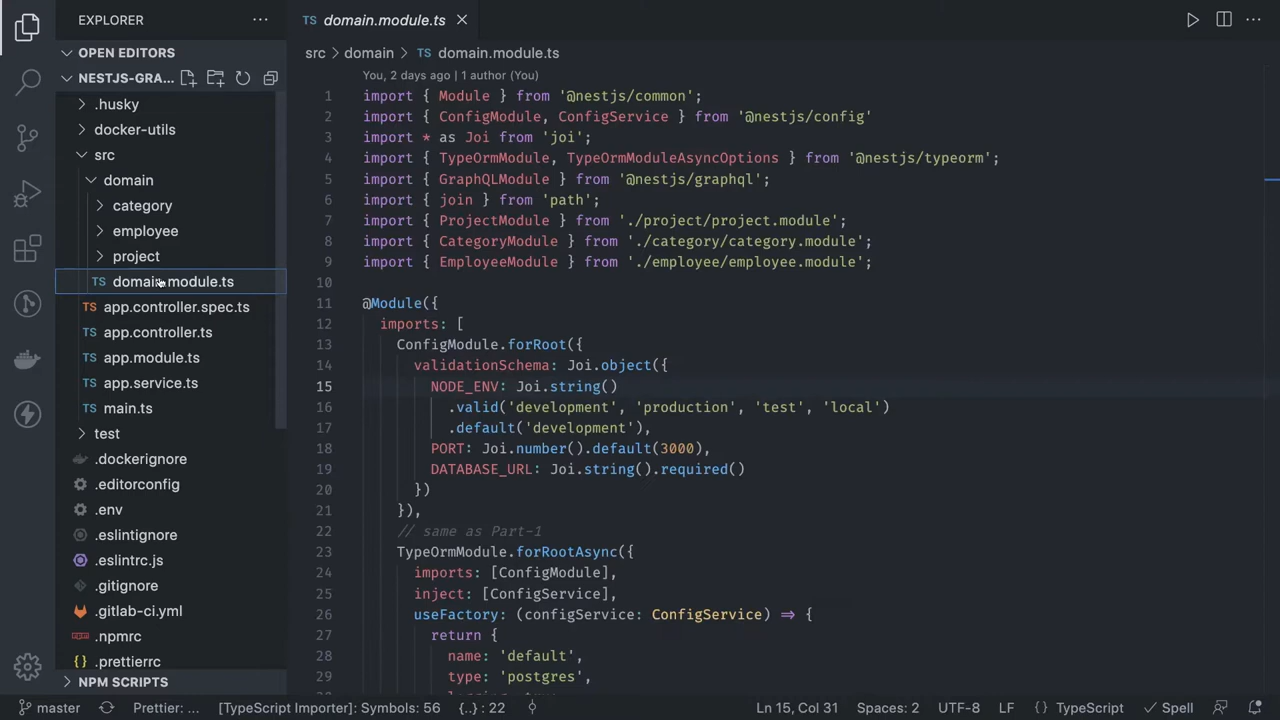 EXPLORER
domain.module.ts
OPEN EDITORS
src
domain
domain.module.ts
NESTJS-GRA...
.husky
docker-utils
src
domain
category
employee
project
domain.module.ts
app.controller.spec.ts
app.controller.ts
app.module.ts
app.service.ts
main.ts
test
.dockerignore
.editorconfig
.env
.eslintignore
.eslintrc.js
.gitignore
.gitlab-ci.yml
.npmrc
.prettierrc
NPM SCRIPTS
You, 2 days ago | 1 author (You)
1 import { Module } from '@nestjs/common';
2 import { ConfigModule, ConfigService } from '@nestjs/config'
3 import * as Joi from 'joi';
4 import { TypeOrmModule, TypeOrmModuleAsyncOptions } from '@nestjs/typeorm';
5 import { GraphQLModule } from '@nestjs/graphql';
6 import { join } from 'path';
7 import { ProjectModule } from './project/project.module';
8 import { CategoryModule } from './category/category.module';
9 import { EmployeeModule } from './employee/employee.module';
10
11 @Module({
12 imports: [
13 ConfigModule.forRoot({
14 validationSchema: Joi.object({
15 NODE_ENV: Joi.string()
16 .valid('development', 'production', 'test', 'local')
17 .default('development'),
18 PORT: Joi.number().default(3000),
19 DATABASE_URL: Joi.string().required()
20 })
21 }),
22 // same as Part-1
23 TypeOrmModule.forRootAsync({
24 imports: [ConfigModule],
25 inject: [ConfigService],
26 useFactory: (configService: ConfigService) => {
27 return {
28 name: 'default',
29 type: 'postgres',
master
Prettier: ...
[TypeScript Importer]: Symbols: 56
{..} : 22
Ln 15, Col 31
Spaces: 2
UTF-8
LF
{ } TypeScript
Spell